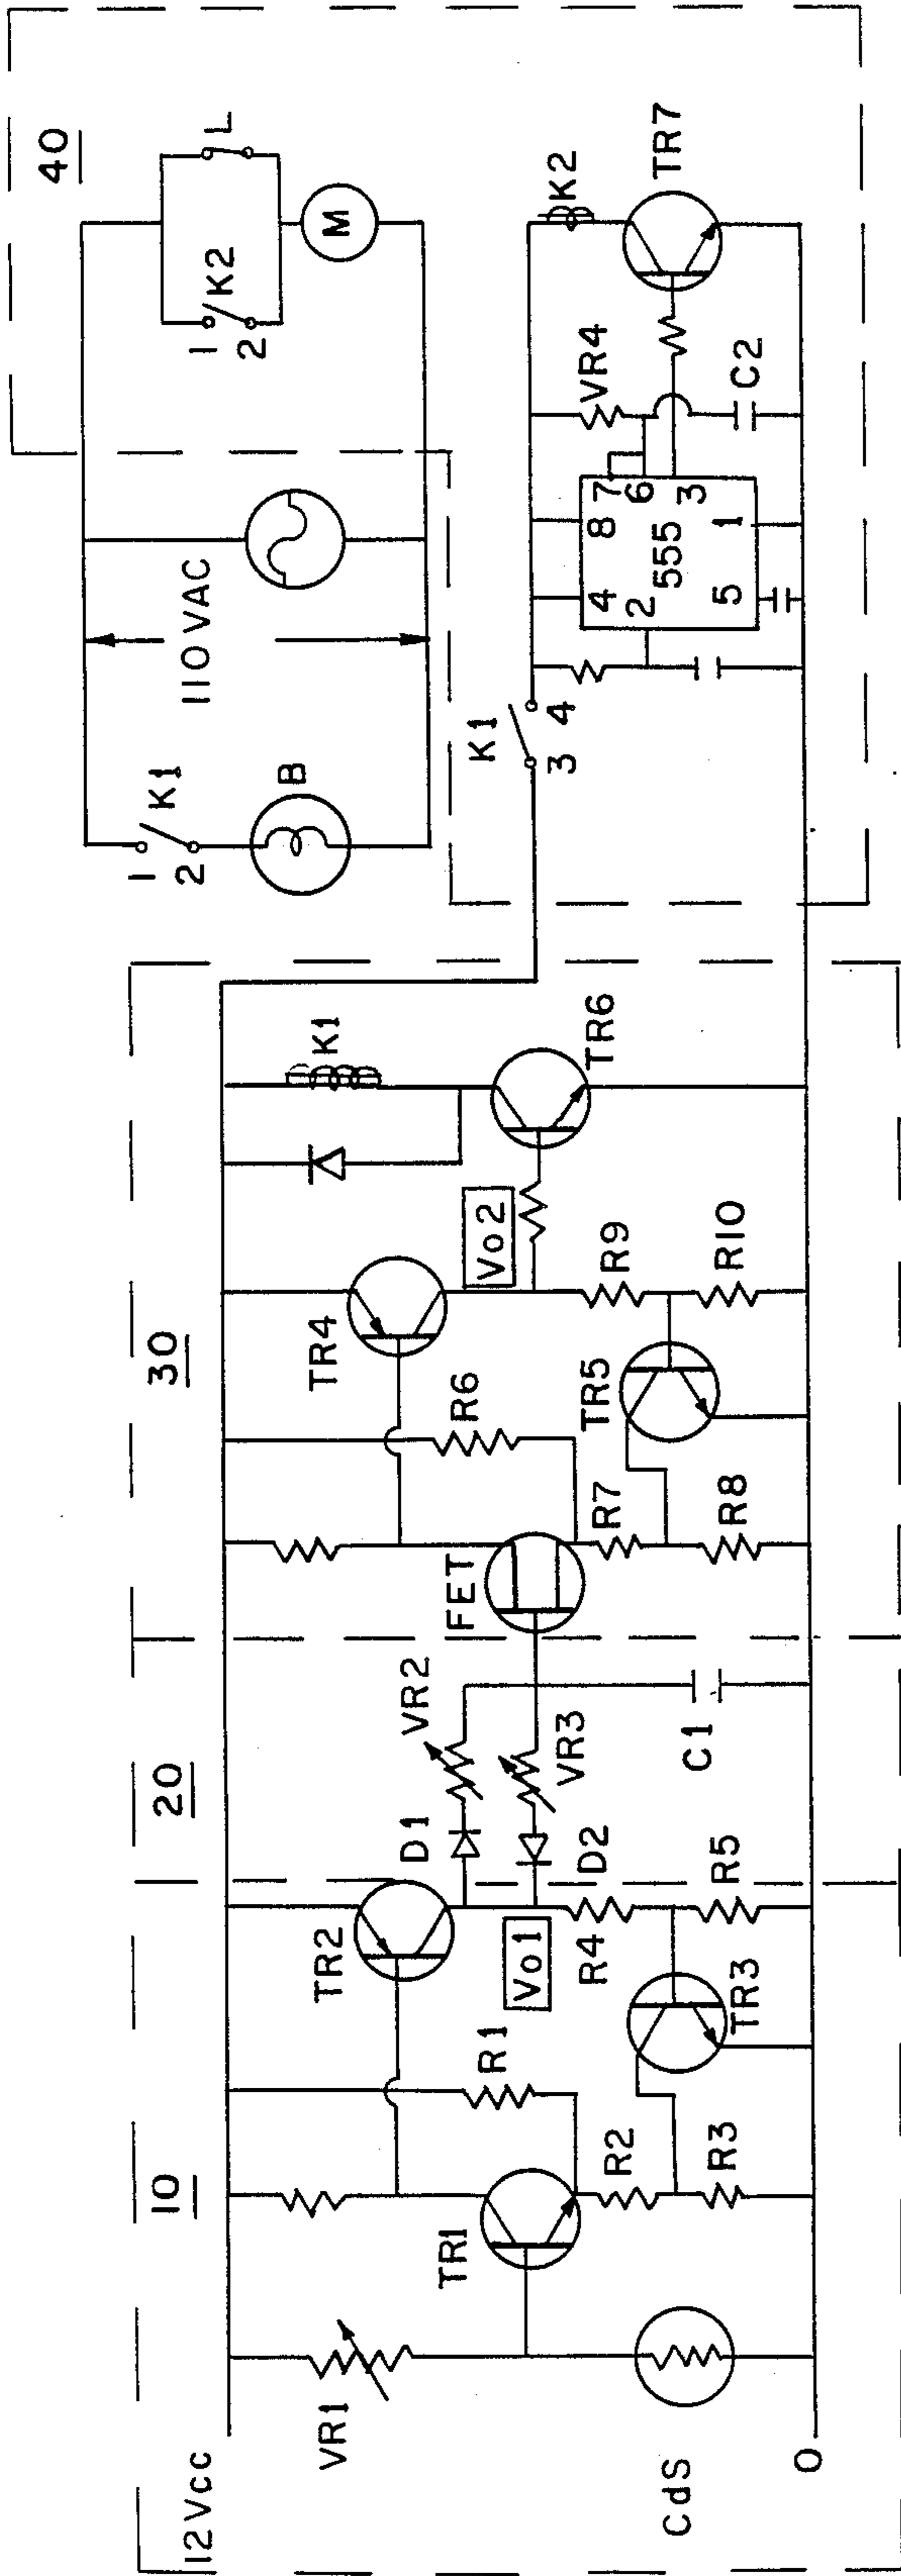 10
20
30
40
12Vcc
VR1
CdS
0
TR1
R1
R2
R3
TR2
TR3
Vo1
R4
R5
D1
D2
VR2
VR3
C1
FET
R6
R7
R8
TR4
TR5
Vo2
R9
R10
K1
TR6
1
2
K1
B
110VAC
1
2
K2
L
M
K1
3
4
4
8
7
6
2
555
3
5
1
VR4
C2
K2
TR7